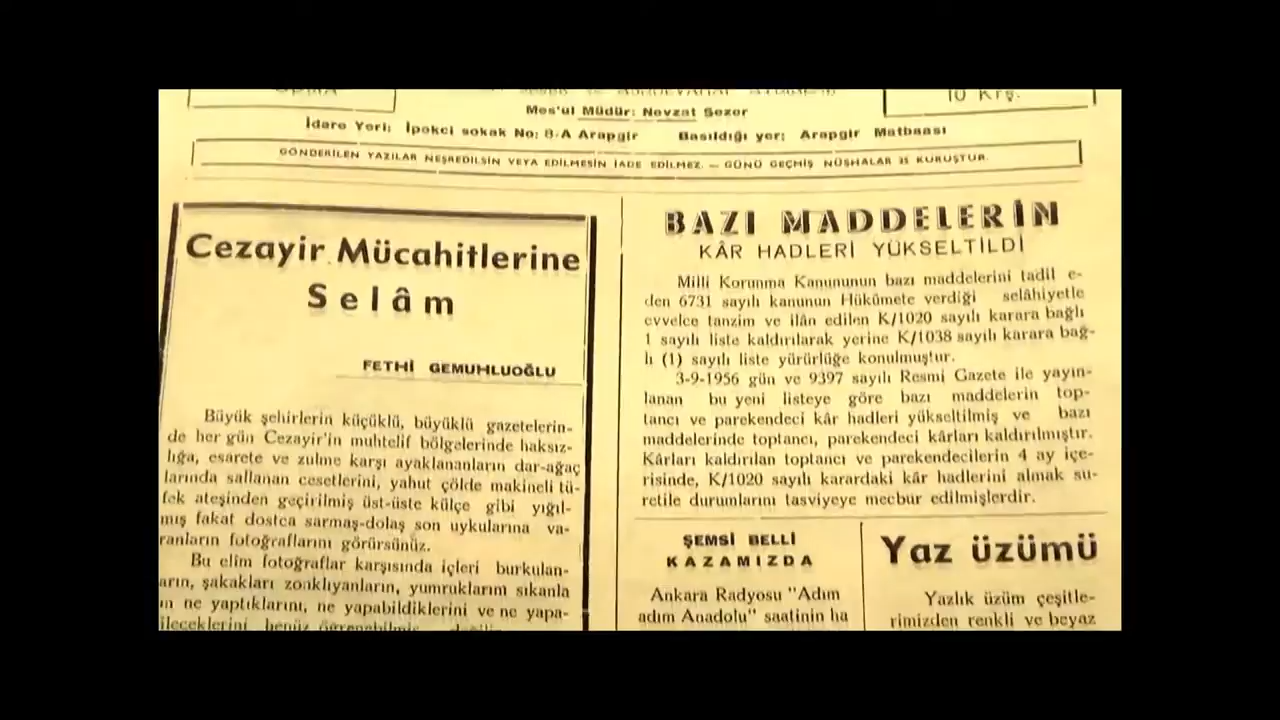 10 Krş.
Mes'ul Müdür: Nevzat Sezer
İdare Yeri: İpekci sokak No: 8-A Arapgir Basıldığı yer: Arapgir Matbaası
GÖNDERİLEN YAZILAR NEŞREDİLSİN VEYA EDİLMESİN İADE EDİLMEZ. — GÜNÜ GEÇMİŞ NÜSHALAR 25 KURUŞTUR.
Cezayir Mücahitlerine
Selâm
FETHİ GEMUHLUOĞLU
Büyük şehirlerin küçüklü, büyüklü gazetelerin-
de her gün Cezayir'in muhtelif bölgelerinde haksız-
lığa, esarete ve zulme karşı ayaklananların dar-ağaç
larında sallanan cesetlerini, yahut çölde makineli tü-
fek ateşinden geçirilmiş üst-üste külçe gibi yığıl-
mış fakat dostca sarmaş-dolaş son uykularına va-
ranların fotoğraflarını görürsünüz.
Bu elim fotoğraflar karşısında içleri burkulan-
arın, şakakları zonklıyanların, yumruklarım sıkanla
ın ne yaptıklarını, ne yapabildiklerini ve ne yapa-
ileceklerini henüz
BAZI MADDELERİN
KÂR HADLERİ YÜKSELTİLDİ
Milli Korunma Kanununun bazı maddelerini tadil e-
den 6731 sayılı kanunun Hükûmete verdiği selâhiyetle
evvelce tanzim ve ilân edilen K/1020 sayılı karara bağlı
1 sayılı liste kaldırılarak yerine K/1038 sayılı karara bağ-
lı (1) sayılı liste yürürlüğe konulmuştur.
3-9-1956 gün ve 9397 sayılı Resmi Gazete ile yayın-
lanan bu yeni listeye göre bazı maddelerin top-
tancı ve parekendeci kâr hadleri yükseltilmiş ve bazı
maddelerinde toptancı, parekendeci kârları kaldırılmıştır.
Kârları kaldırılan toptancı ve parekendecilerin 4 ay içe-
risinde, K/1020 sayılı karardaki kâr hadlerini almak su-
retile durumlarını tasviyeye mecbur edilmişlerdir.
ŞEMSİ BELLİ
KAZAMIZDA
Ankara Radyosu "Adım
adım Anadolu" saatinin ha
Yaz üzümü
Yazlık üzüm çeşitle-
rimizden renkli ve beyaz